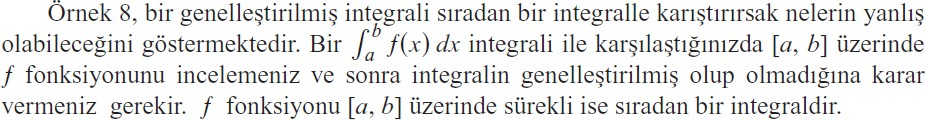 Örnek 8, bir genelleştirilmiş integrali sıradan bir integralle karıştırırsak nelerin yanlış
olabileceğini göstermektedir. Bir ∫ₐᵇ f(x) dx integrali ile karşılaştığınızda [a, b] üzerinde
f fonksiyonunu incelemeniz ve sonra integralin genelleştirilmiş olup olmadığına karar
vermeniz gerekir. f fonksiyonu [a, b] üzerinde sürekli ise sıradan bir integraldir.